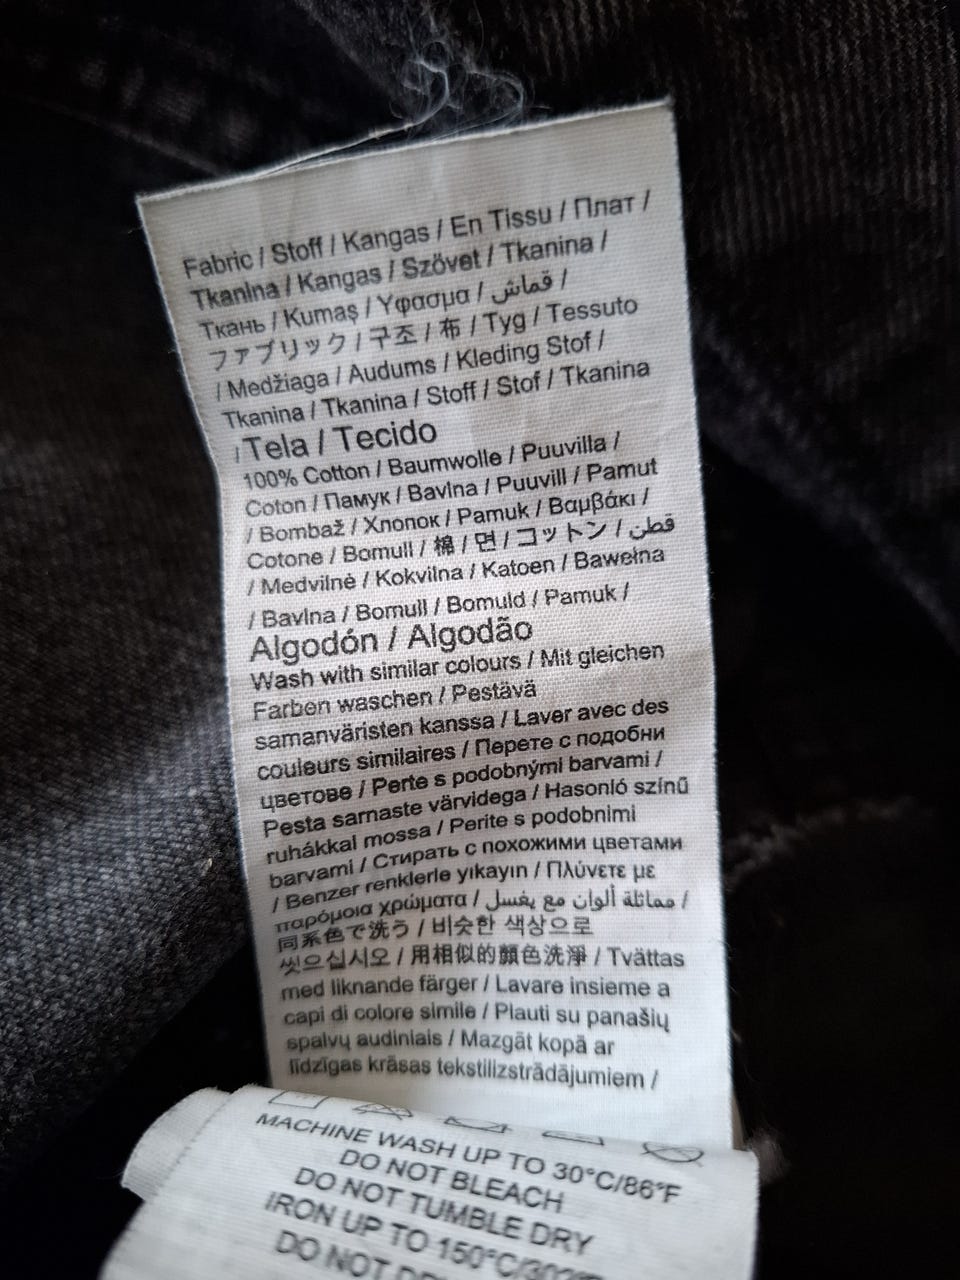 Fabric / Stoff / Kangas / En Tissu / Плат /
Tkanina / Kangas / Szövet / Tkanina /
Ткань / Kumaş / Υφασμα / قماش /
ファブリック / 구조 / 布 / Tyg / Tessuto
/ Medžiaga / Audums / Kleding Stof /
Tkanina / Tkanina / Stoff / Stof / Tkanina
/ Tela / Tecido
100% Cotton / Baumwolle / Puuvilla /
Coton / Памук / Bavlna / Puuvill / Pamut
/ Bombaž / Хлопок / Pamuk / Βαμβάκι /
Cotone / Bomull / 棉 / 면 / コットン / قطن
/ Medvilnė / Kokvilna / Katoen / Bawełna
/ Bavlna / Bomull / Bomuld / Pamuk /
Algodón / Algodão
Wash with similar colours / Mit gleichen
Farben waschen / Pestävä
samanväristen kanssa / Laver avec des
couleurs similaires / Перете с подобни
цветове / Perte s podobnými barvami /
Pesta sarnaste värvidega / Hasonló színű
ruhákkal mossa / Perite s podobnimi
barvami / Стирать с похожими цветами
/ Benzer renklerle yıkayın / Πλύνετε με
παρόμοια χρώματα / مماثلة ألوان مع يغسل /
同系色で洗う / 비슷한 색상으로
씻으십시오 / 用相似的顏色洗淨 / Tvättas
med liknande färger / Lavare insieme a
capi di colore simile / Plauti su panašių
spalvų audiniais / Mazgāt kopā ar
līdzīgas krāsas tekstilizstrādājumiem /
MACHINE WASH UP TO 30°C/86°F
DO NOT BLEACH
DO NOT TUMBLE DRY
IRON UP TO 150°C/302°F
DO NOT